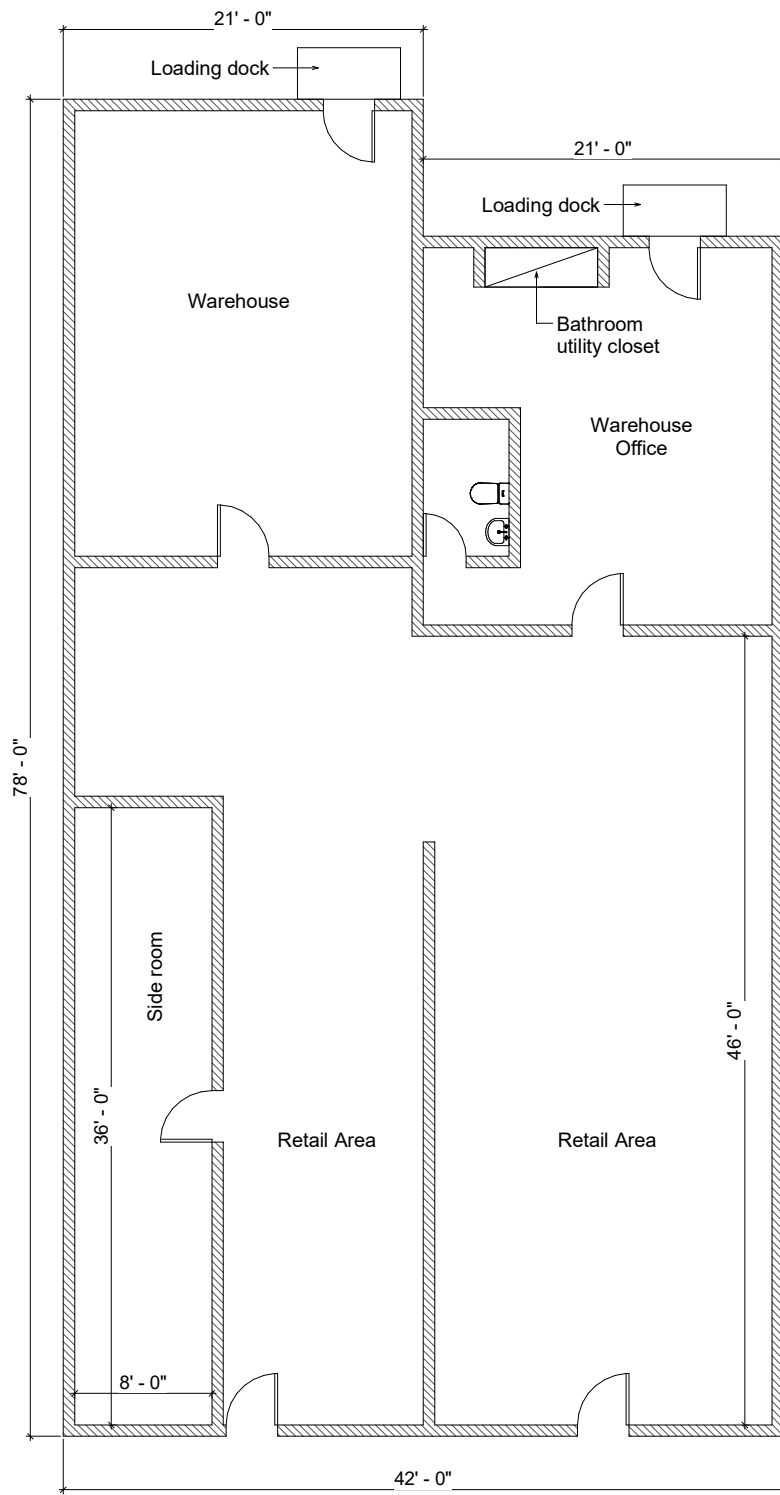 21' - 0"
Loading dock
21' - 0"
Loading dock
Warehouse
Bathroom
utility closet
Warehouse
Office
78' - 0"
Side room
46' - 0"
36' - 0"
Retail Area
Retail Area
8' - 0"
42' - 0"